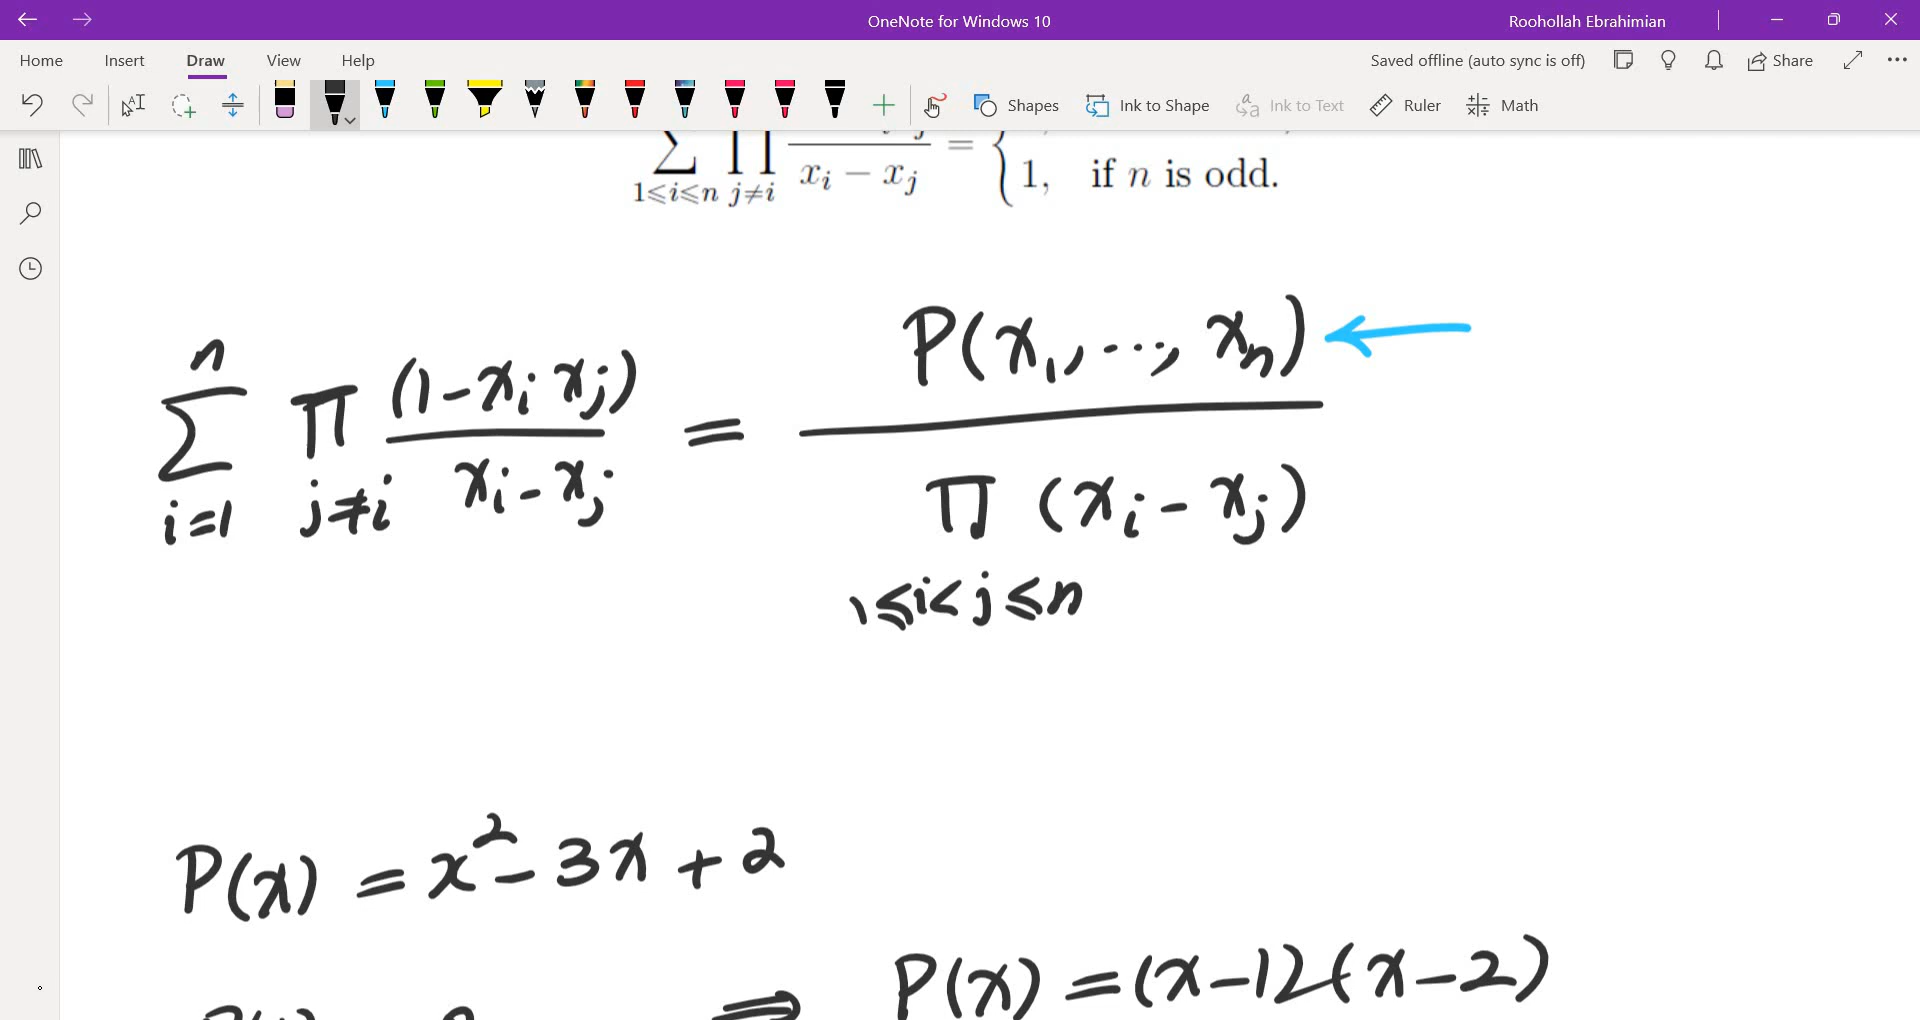 OneNote for Windows 10
Roohollah Ebrahimian
Home Insert Draw View Help
Saved offline (auto sync is off) Share
Shapes Ink to Shape Ink to Text Ruler Math
∑ ∏ / (xᵢ − xⱼ) = {
1≤i≤n j≠i
1, if n is odd.
n
∑ ∏ (1-xᵢxⱼ) / (xᵢ-xⱼ) = P(x₁, ..., xₙ) / ∏ (xᵢ - xⱼ)
i=1 j≠i
1≤i<j≤n
P(x) = x² - 3x + 2
⇒ P(x) = (x-1)(x-2)